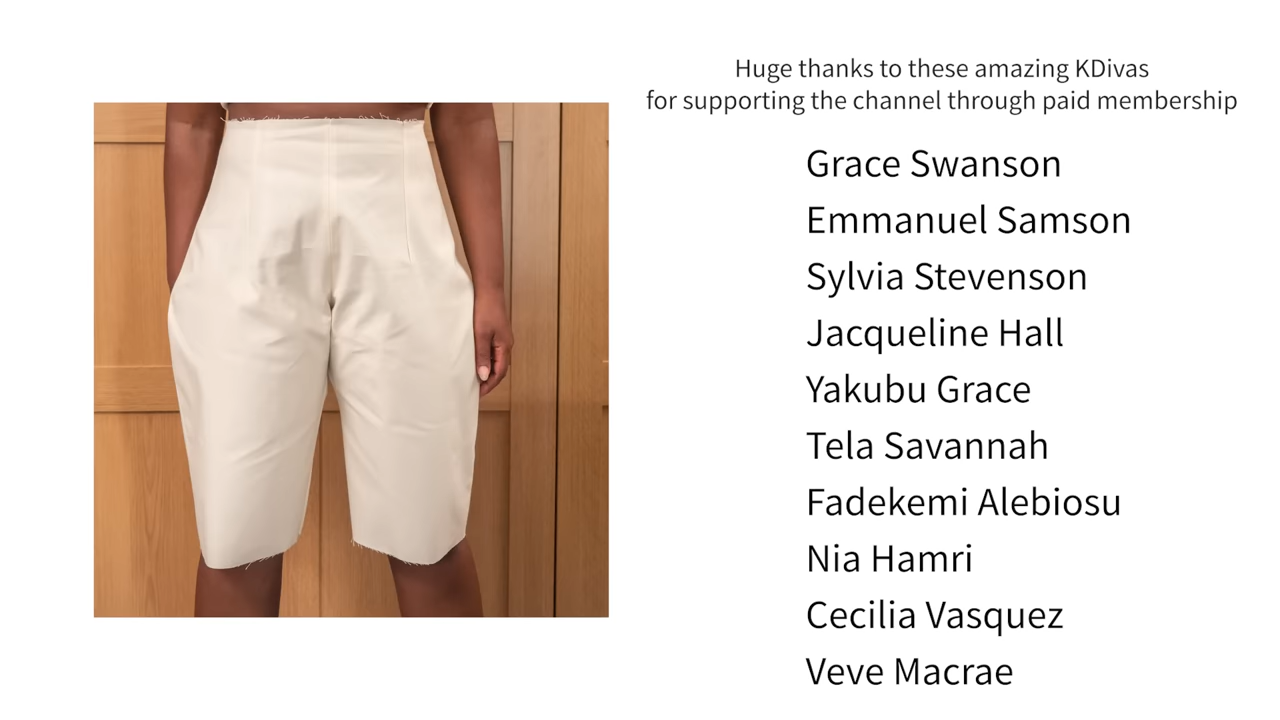 Huge thanks to these amazing KDivas
for supporting the channel through paid membership
Grace Swanson
Emmanuel Samson
Sylvia Stevenson
Jacqueline Hall
Yakubu Grace
Tela Savannah
Fadekemi Alebiosu
Nia Hamri
Cecilia Vasquez
Veve Macrae